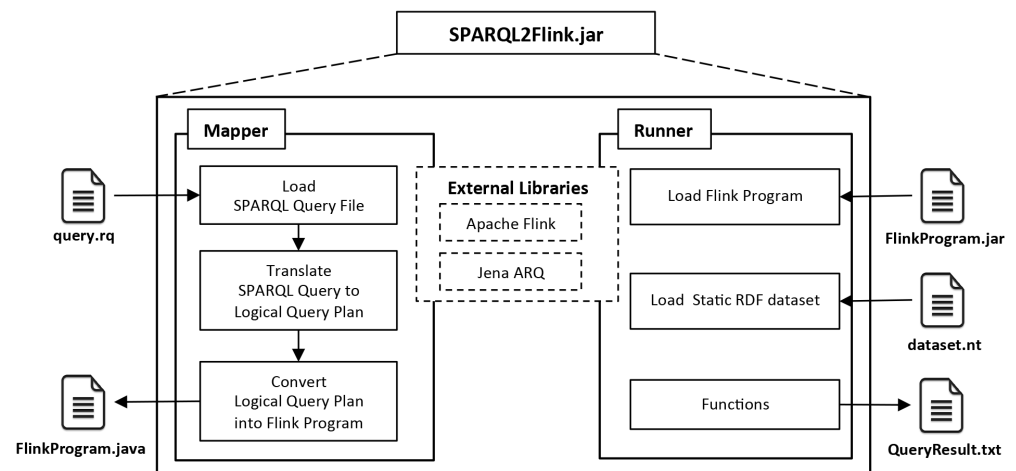 SPARQL2Flink.jar
Mapper
Load
SPARQL Query File
Translate
SPARQL Query to
Logical Query Plan
Convert
Logical Query Plan
into Flink Program
query.rq
FlinkProgram.java
External Libraries
Apache Flink
Jena ARQ
Runner
Load Flink Program
Load Static RDF dataset
Functions
FlinkProgram.jar
dataset.nt
QueryResult.txt